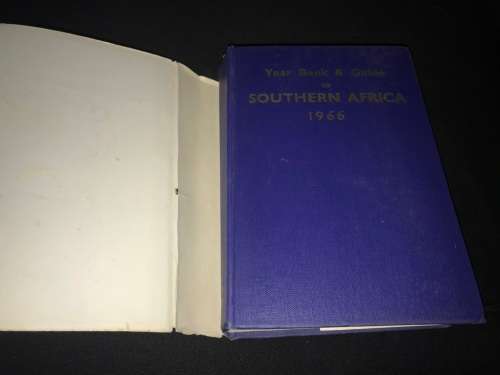 Year Book & Guide
to
SOUTHERN AFRICA
1966